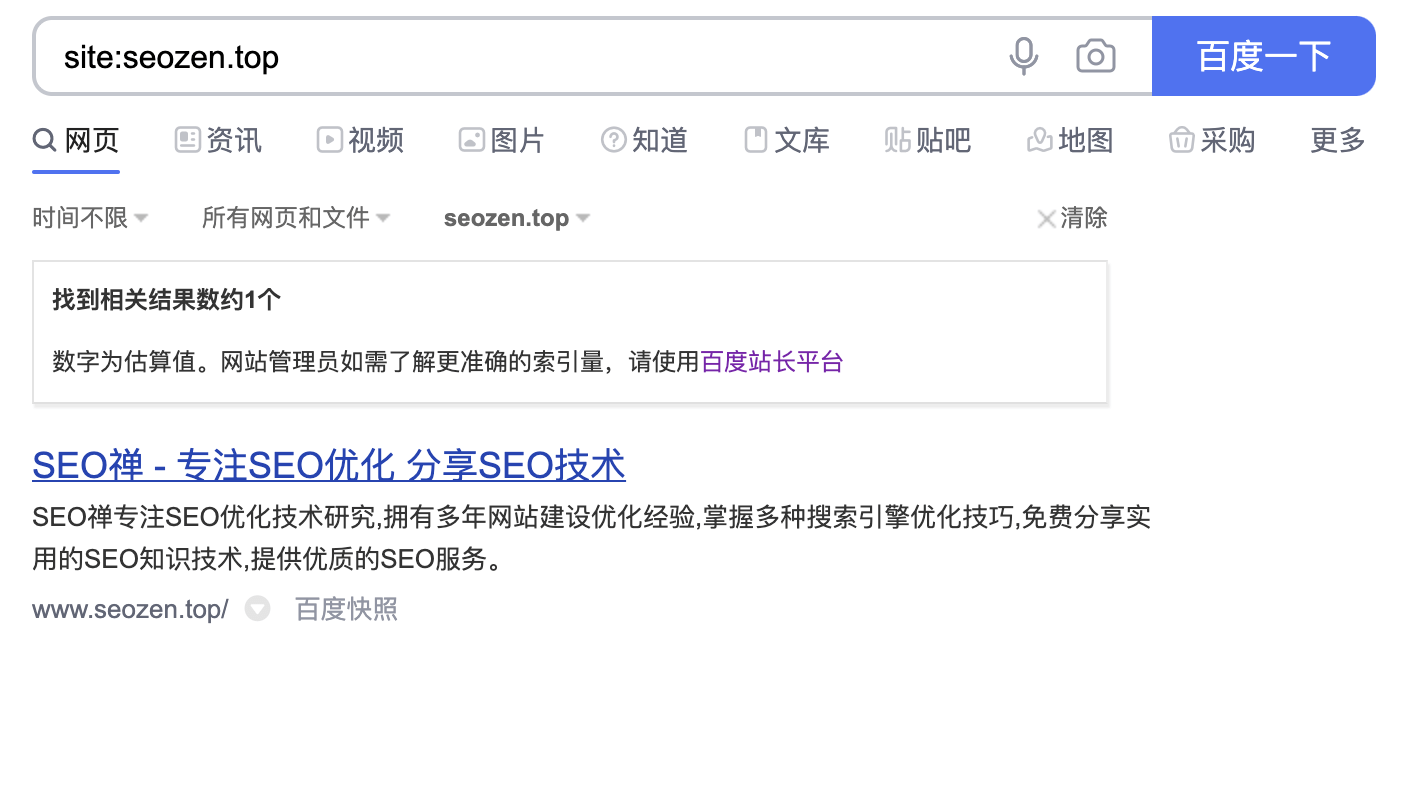 site:seozen.top 百度一下
网页 资讯 视频 图片 知道 文库 贴吧 地图 采购 更多
时间不限 所有网页和文件 seozen.top 清除
找到相关结果数约1个
数字为估算值。网站管理员如需了解更准确的索引量，请使用百度站长平台
SEO禅 - 专注SEO优化 分享SEO技术
SEO禅专注SEO优化技术研究,拥有多年网站建设优化经验,掌握多种搜索引擎优化技巧,免费分享实
用的SEO知识技术,提供优质的SEO服务。
www.seozen.top/ 百度快照